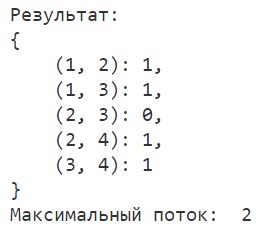 Результат:
{
    (1, 2): 1,
    (1, 3): 1,
    (2, 3): 0,
    (2, 4): 1,
    (3, 4): 1
}
Максимальный поток:  2